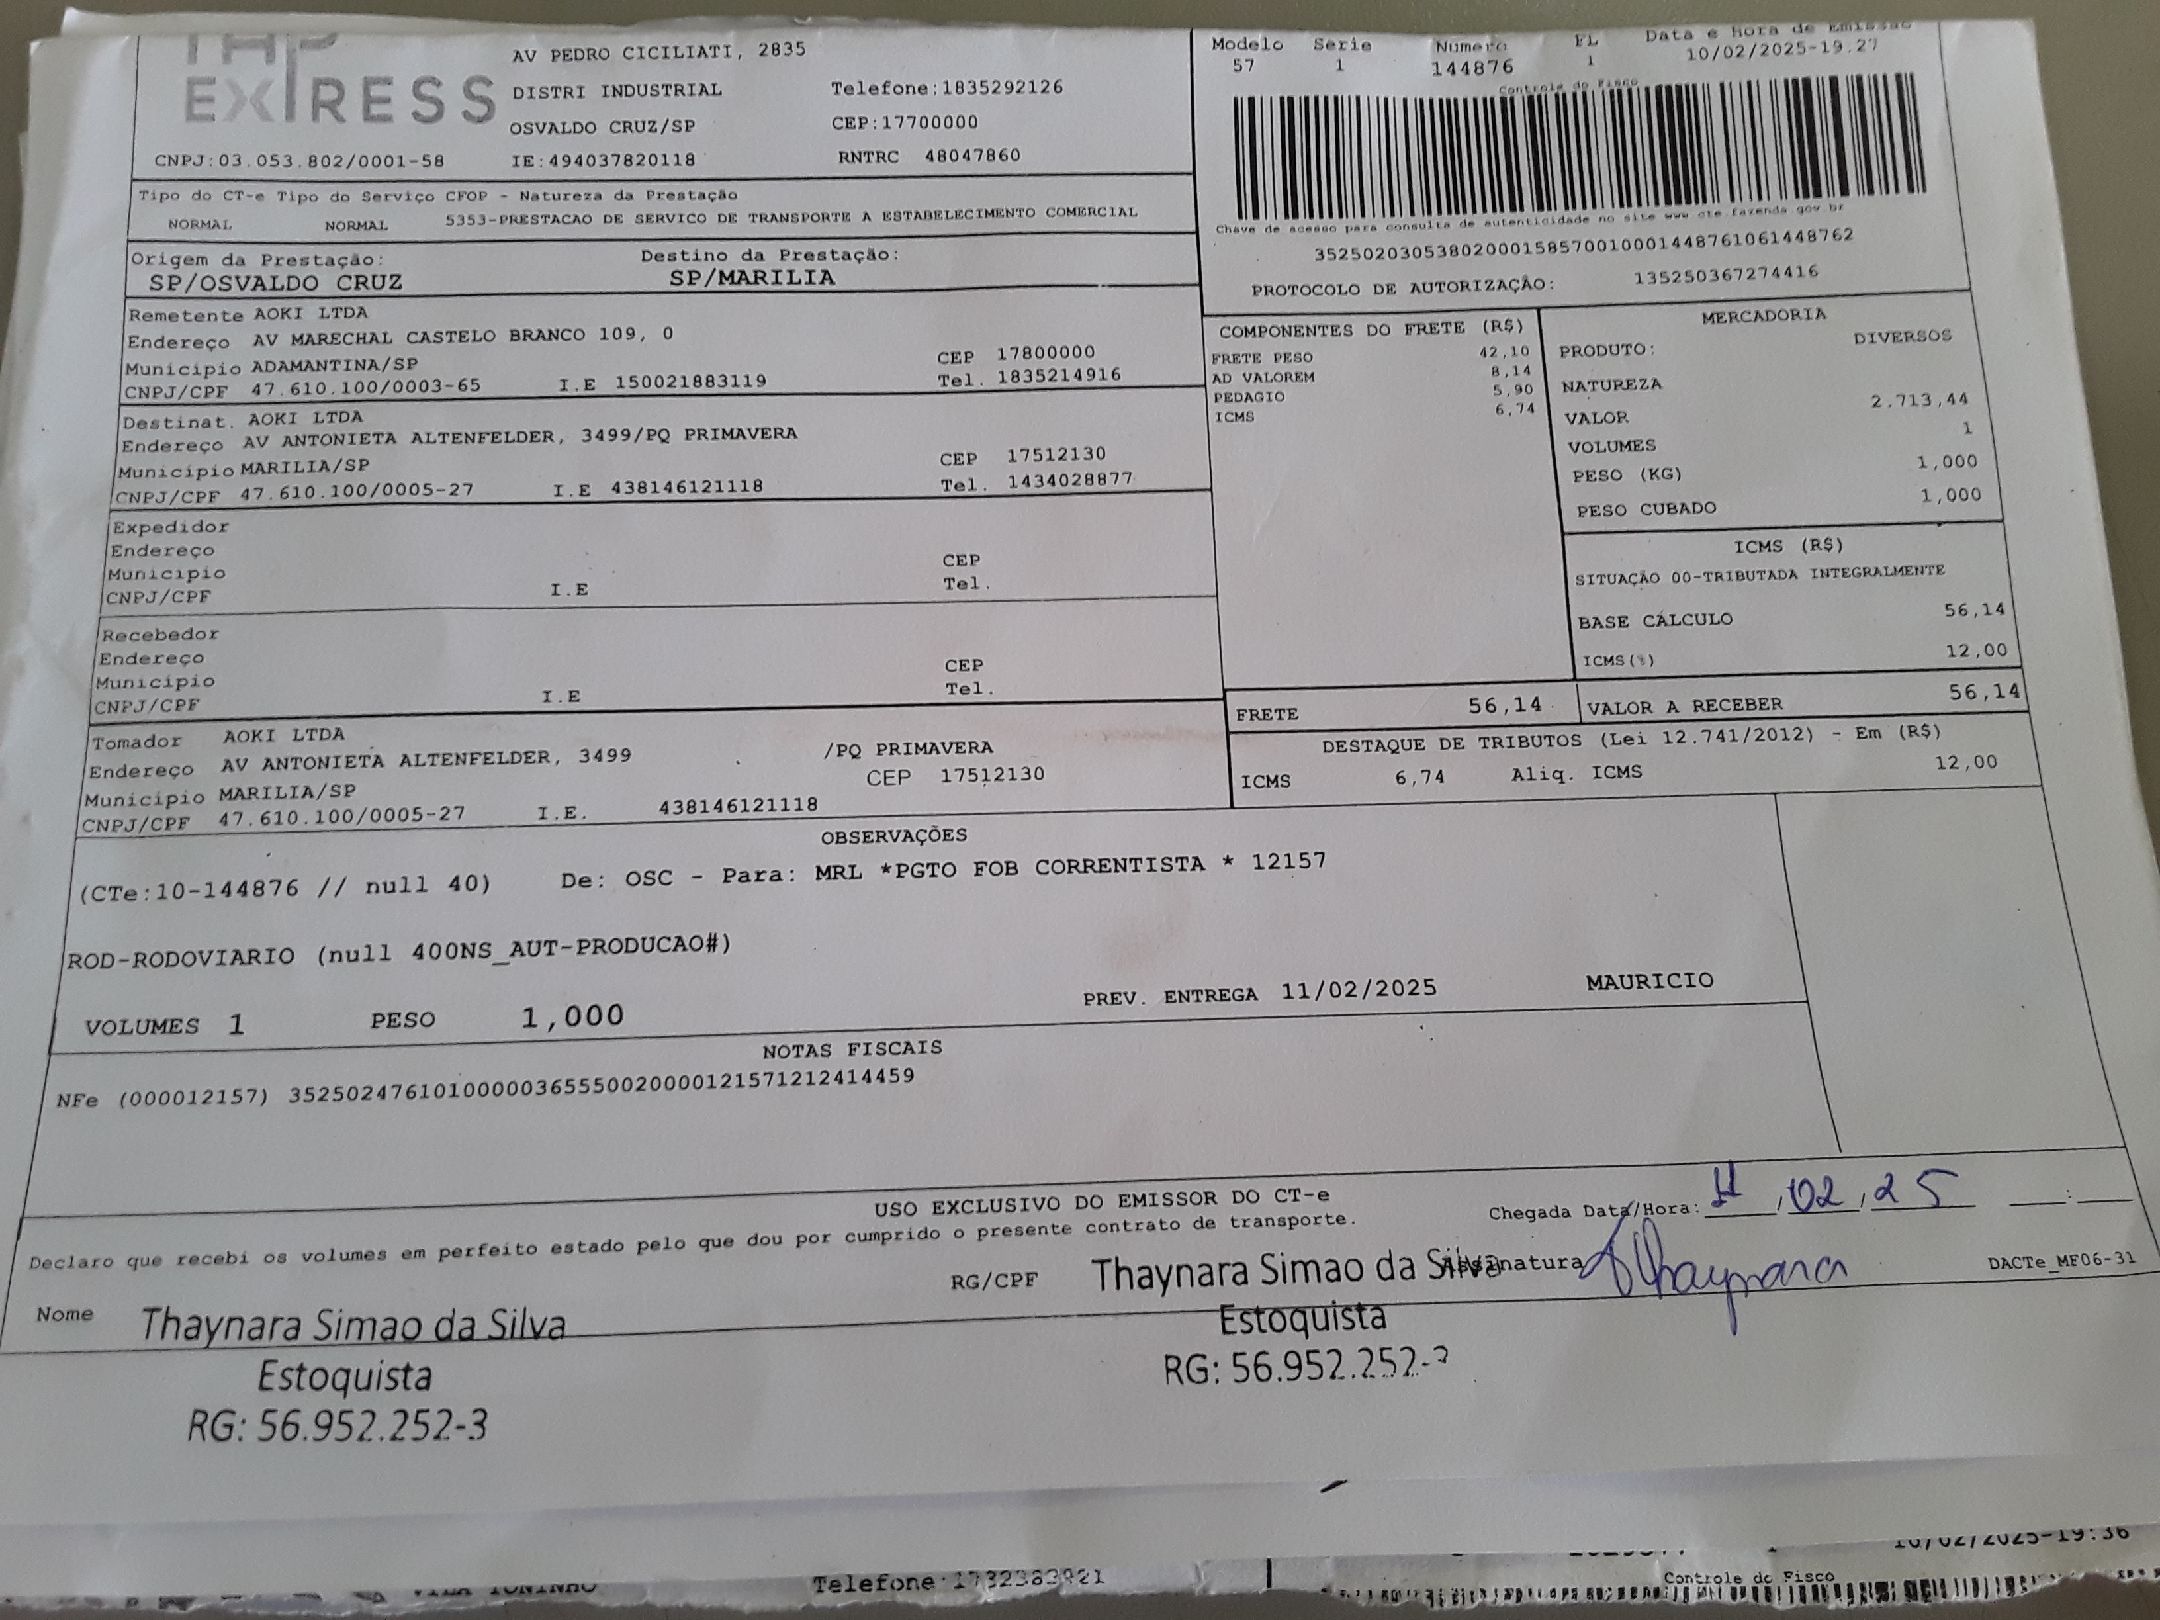 EXPRESS
AV PEDRO CICILIATI, 2835
DISTRI INDUSTRIAL Telefone:1835292126
OSVALDO CRUZ/SP CEP:17700000
CNPJ:03.053.802/0001-58 IE:494037820118 RNTRC 48047860
Modelo Serie Numero FL Data e Hora de Emissão
57 1 144876 1 10/02/2025-19.27
Controle do Fisco
Chave de acesso para consulta de autenticidade no site www.cte.fazenda.gov.br
35250203053802000158570010001448761061448762
PROTOCOLO DE AUTORIZAÇÃO: 135250367274416
Tipo do CT-e Tipo do Serviço CFOP - Natureza da Prestação
NORMAL NORMAL 5353-PRESTACAO DE SERVICO DE TRANSPORTE A ESTABELECIMENTO COMERCIAL
Origem da Prestação: Destino da Prestação:
SP/OSVALDO CRUZ SP/MARILIA
Remetente AOKI LTDA
Endereço AV MARECHAL CASTELO BRANCO 109, 0
Municipio ADAMANTINA/SP CEP 17800000
CNPJ/CPF 47.610.100/0003-65 I.E 150021883119 Tel. 1835214916
Destinat. AOKI LTDA
Endereço AV ANTONIETA ALTENFELDER, 3499/PQ PRIMAVERA
Municipio MARILIA/SP CEP 17512130
CNPJ/CPF 47.610.100/0005-27 I.E 438146121118 Tel. 1434028877
Expedidor
Endereço
Municipio CEP
CNPJ/CPF I.E Tel.
Recebedor
Endereço
Municipio CEP
CNPJ/CPF I.E Tel.
Tomador AOKI LTDA
Endereço AV ANTONIETA ALTENFELDER, 3499 /PQ PRIMAVERA
Municipio MARILIA/SP CEP 17512130
CNPJ/CPF 47.610.100/0005-27 I.E. 438146121118
COMPONENTES DO FRETE (R$)
FRETE PESO 42,10
AD VALOREM 8,14
PEDAGIO 5,90
ICMS 6,74
MERCADORIA
PRODUTO: DIVERSOS
NATUREZA
VALOR 2.713,44
VOLUMES 1
PESO (KG) 1,000
PESO CUBADO 1,000
ICMS (R$)
SITUAÇÃO 00-TRIBUTADA INTEGRALMENTE
BASE CÁLCULO 56,14
ICMS(%) 12,00
FRETE 56,14 VALOR A RECEBER 56,14
DESTAQUE DE TRIBUTOS (Lei 12.741/2012) - Em (R$)
ICMS 6,74 Aliq. ICMS 12,00
OBSERVAÇÕES
(CTe:10-144876 // null 40) De: OSC - Para: MRL *PGTO FOB CORRENTISTA * 12157
ROD-RODOVIARIO (null 400NS_AUT-PRODUCAO#)
VOLUMES 1 PESO 1,000 PREV. ENTREGA 11/02/2025 MAURICIO
NOTAS FISCAIS
NFe (000012157) 35250247610100000365550020000121571212414459
USO EXCLUSIVO DO EMISSOR DO CT-e
Declaro que recebi os volumes em perfeito estado pelo que dou por cumprido o presente contrato de transporte.
Chegada Data/Hora: 11 / 02 / 25 :
Nome RG/CPF Assinatura Thaynara DACTe_MF06-31
Thaynara Simao da Silva
Estoquista
RG: 56.952.252-3
Thaynara Simao da Silva
Estoquista
RG: 56.952.252-3
10/02/2025-19:36
VILA TONINHO Telefone:1732383921 Controle do Fisco